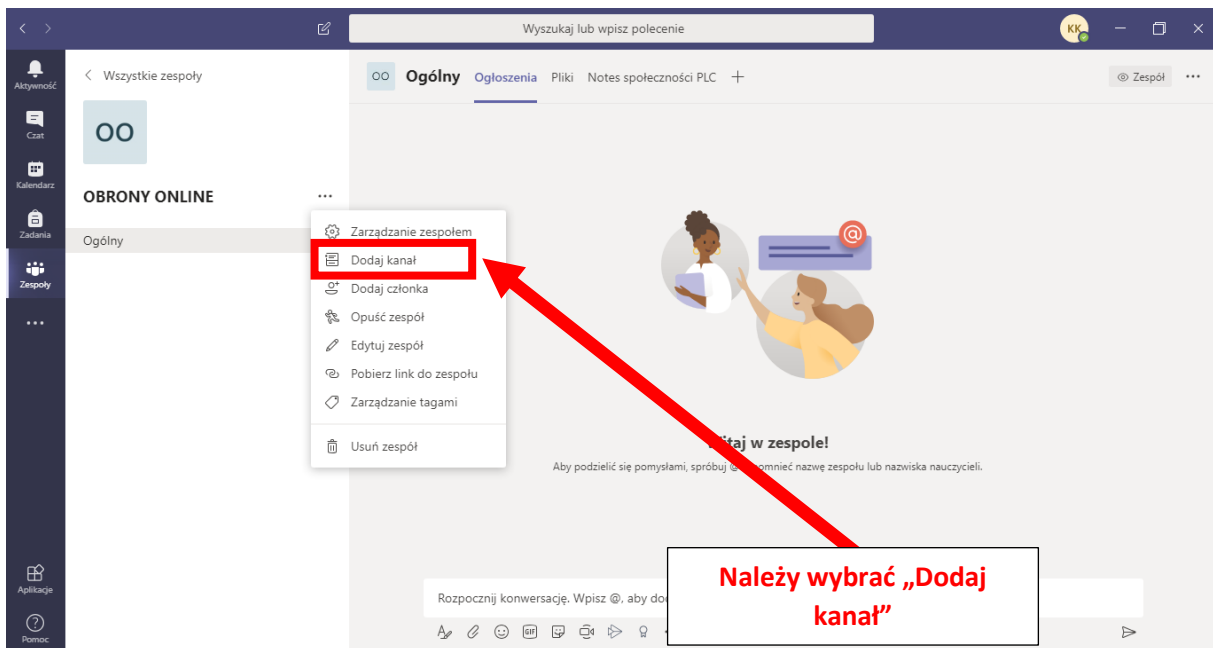 Wyszukaj lub wpisz polecenie
KK
Aktywność
Czat
Kalendarz
Zadania
Zespoły
Aplikacje
Pomoc
Wszystkie zespoły
OO
OBRONY ONLINE
Ogólny
Zarządzanie zespołem
Dodaj kanał
Dodaj członka
Opuść zespół
Edytuj zespół
Pobierz link do zespołu
Zarządzanie tagami
Usuń zespół
OO Ogólny Ogłoszenia Pliki Notes społeczności PLC
Zespół
@
w zespole!
Aby podzielić się pomysłami, spróbuj nazwę zespołu lub nazwiska nauczycieli.
Rozpocznij konwersację. Wpisz @, aby
GIF
Należy wybrać „Dodaj
kanał”